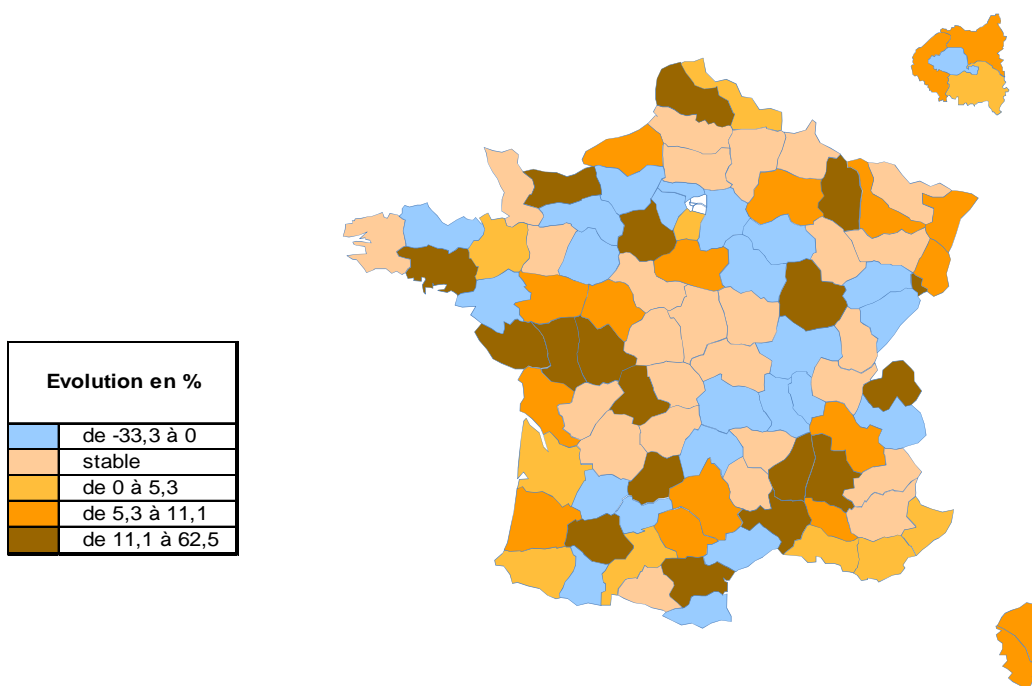 Evolution en %
de -33,3 à 0
stable
de 0 à 5,3
de 5,3 à 11,1
de 11,1 à 62,5